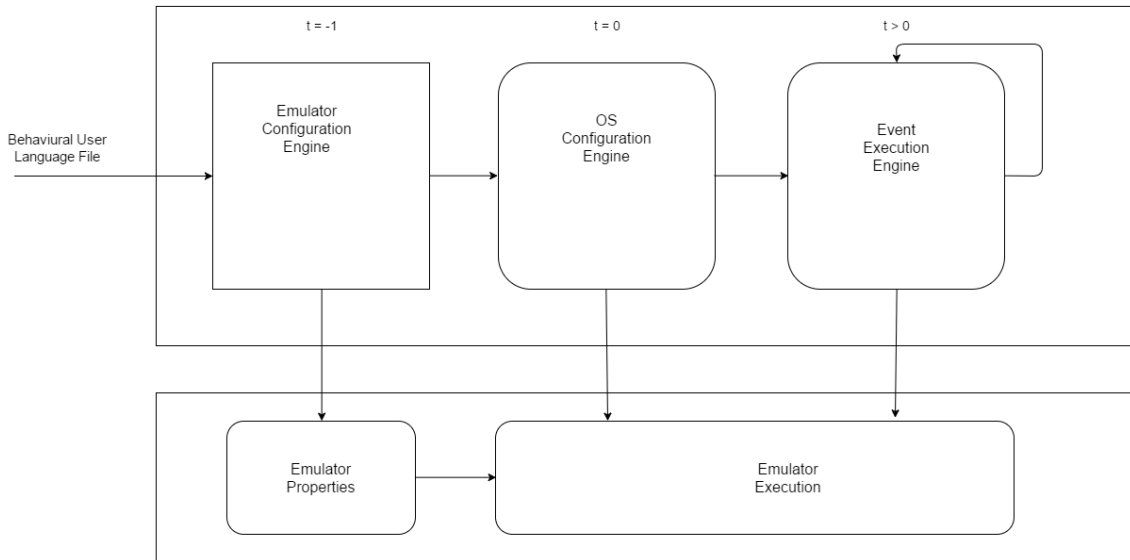 t = -1
t = 0
t > 0
Behaviural User
Language File
Emulator
Configuration
Engine
OS
Configuration
Engine
Event
Execution
Engine
Emulator
Properties
Emulator
Execution